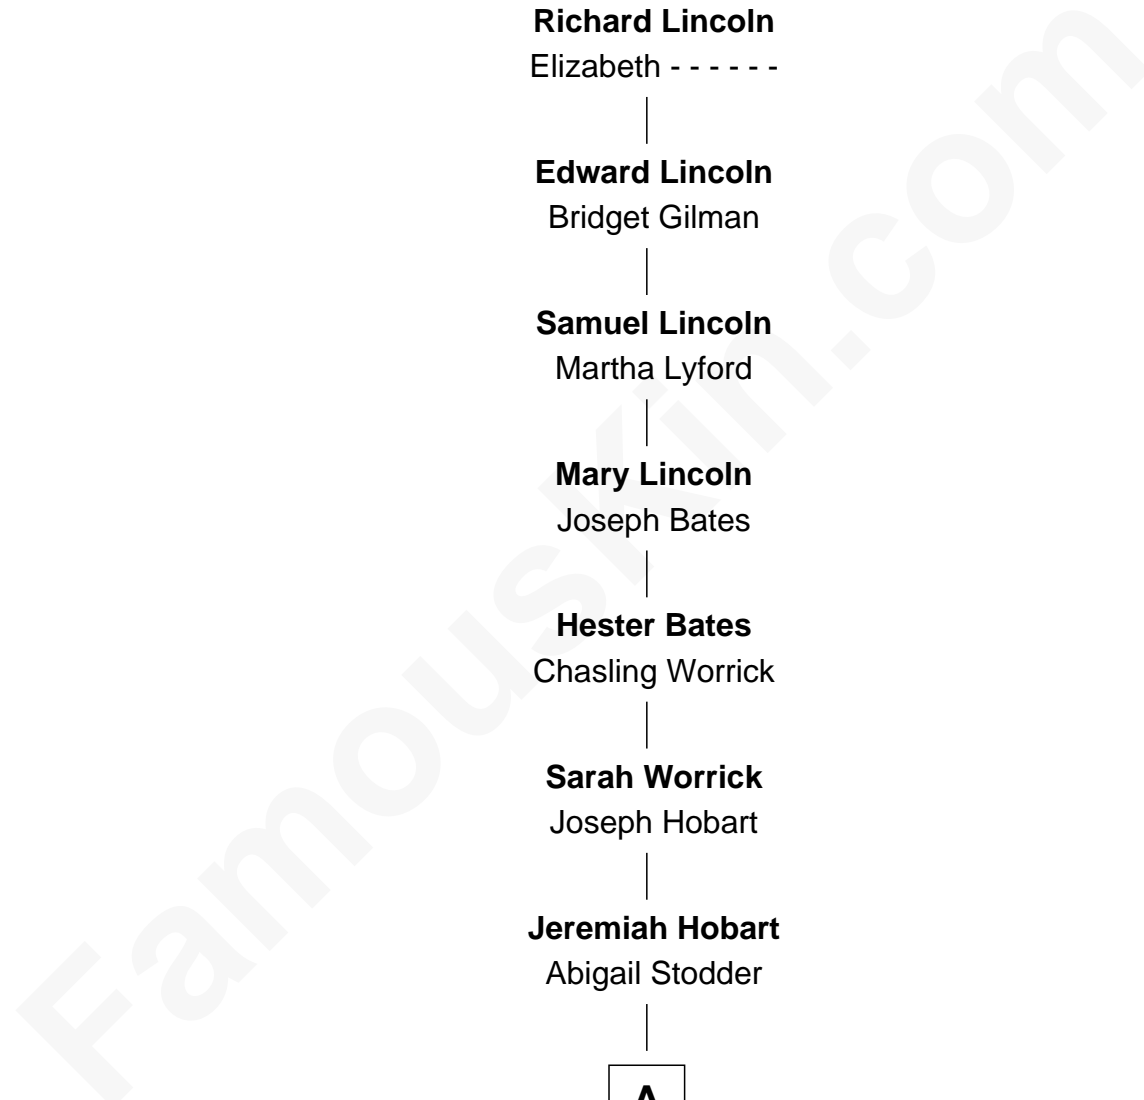 Richard Lincoln
Elizabeth - - - - - -
Edward Lincoln
Bridget Gilman
Samuel Lincoln
Martha Lyford
Mary Lincoln
Joseph Bates
Hester Bates
Chasling Worrick
Sarah Worrick
Joseph Hobart
Jeremiah Hobart
Abigail Stodder
A
FamousKin.com